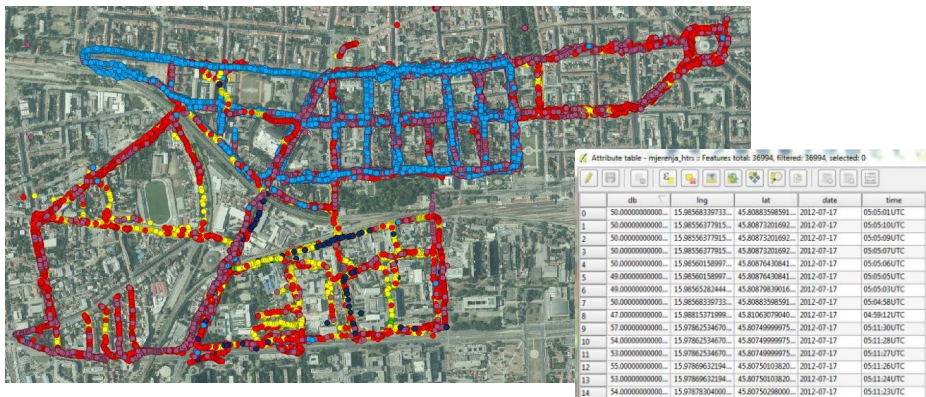 Attribute table - mjerenja_htrs :: Features total: 36994, filtered: 36994, selected: 0
db lng lat date time
0 50.00000000000... 15.98568339733... 45.80883598591... 2012-07-17 05:05:01UTC
1 50.00000000000... 15.98556377915... 45.80873201692... 2012-07-17 05:05:10UTC
2 50.00000000000... 15.98556377915... 45.80873201692... 2012-07-17 05:05:09UTC
3 50.00000000000... 15.98556377915... 45.80873201692... 2012-07-17 05:05:07UTC
4 50.00000000000... 15.98560158997... 45.80876430841... 2012-07-17 05:05:06UTC
5 49.00000000000... 15.98560158997... 45.80876430841... 2012-07-17 05:05:05UTC
6 49.00000000000... 15.98565282444... 45.80879839016... 2012-07-17 05:05:03UTC
7 50.00000000000... 15.98568339733... 45.80883598591... 2012-07-17 05:04:58UTC
8 47.00000000000... 15.98815371999... 45.81063079040... 2012-07-17 04:59:12UTC
9 57.00000000000... 15.97862534670... 45.80749999975... 2012-07-17 05:11:30UTC
10 54.00000000000... 15.97862534670... 45.80749999975... 2012-07-17 05:11:28UTC
11 53.00000000000... 15.97862534670... 45.80749999975... 2012-07-17 05:11:27UTC
12 55.00000000000... 15.97869632194... 45.80750103820... 2012-07-17 05:11:26UTC
13 53.00000000000... 15.97869632194... 45.80750103820... 2012-07-17 05:11:24UTC
14 54.00000000000... 15.97878304000... 45.80750298000... 2012-07-17 05:11:23UTC